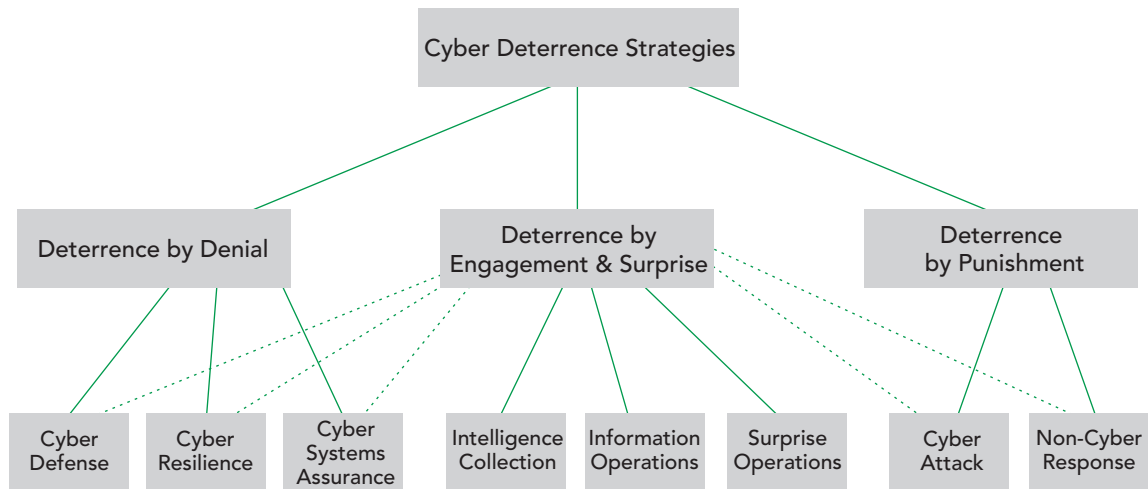 Cyber Deterrence Strategies
Deterrence by Denial
Deterrence by
Engagement & Surprise
Deterrence
by Punishment
Cyber
Defense
Cyber
Resilience
Cyber
Systems
Assurance
Intelligence
Collection
Information
Operations
Surprise
Operations
Cyber
Attack
Non-Cyber
Response